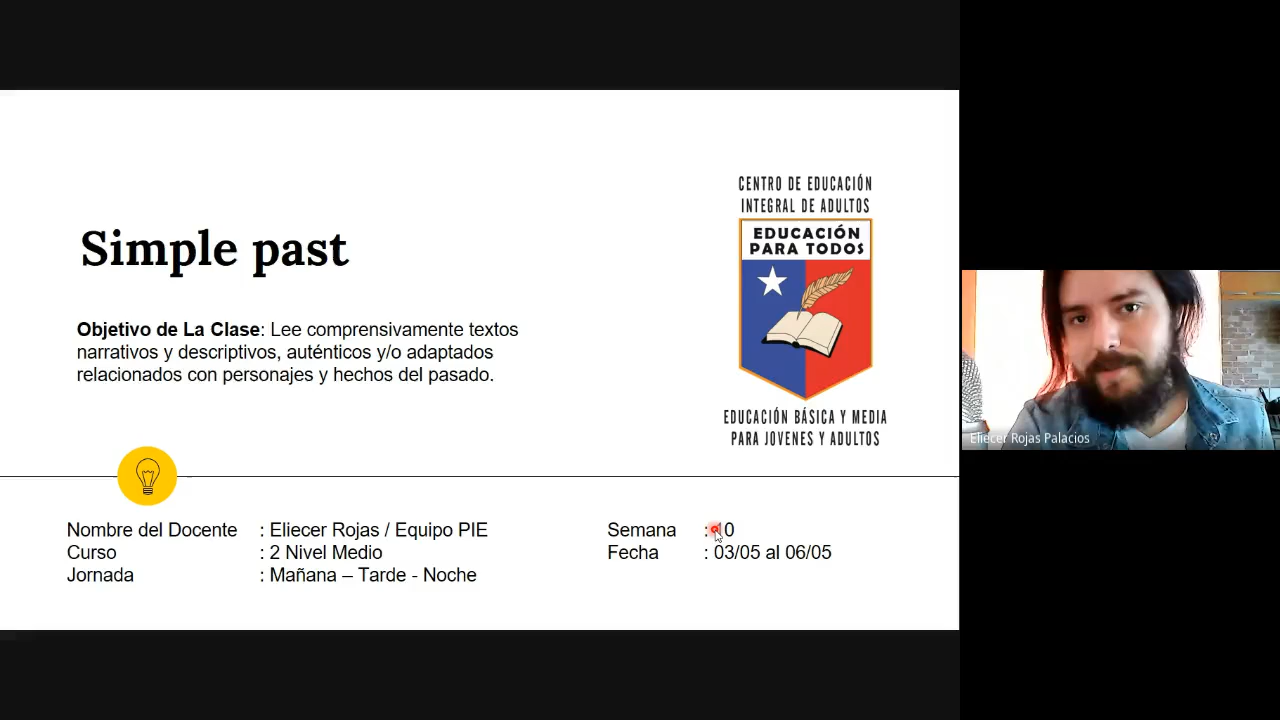 Simple past
Objetivo de La Clase: Lee comprensivamente textos
narrativos y descriptivos, auténticos y/o adaptados
relacionados con personajes y hechos del pasado.
CENTRO DE EDUCACIÓN
INTEGRAL DE ADULTOS
EDUCACIÓN
PARA TODOS
EDUCACIÓN BÁSICA Y MEDIA
PARA JOVENES Y ADULTOS
Nombre del Docente : Eliecer Rojas / Equipo PIE
Curso : 2 Nivel Medio
Jornada : Mañana – Tarde - Noche
Semana : 10
Fecha : 03/05 al 06/05
Eliecer Rojas Palacios